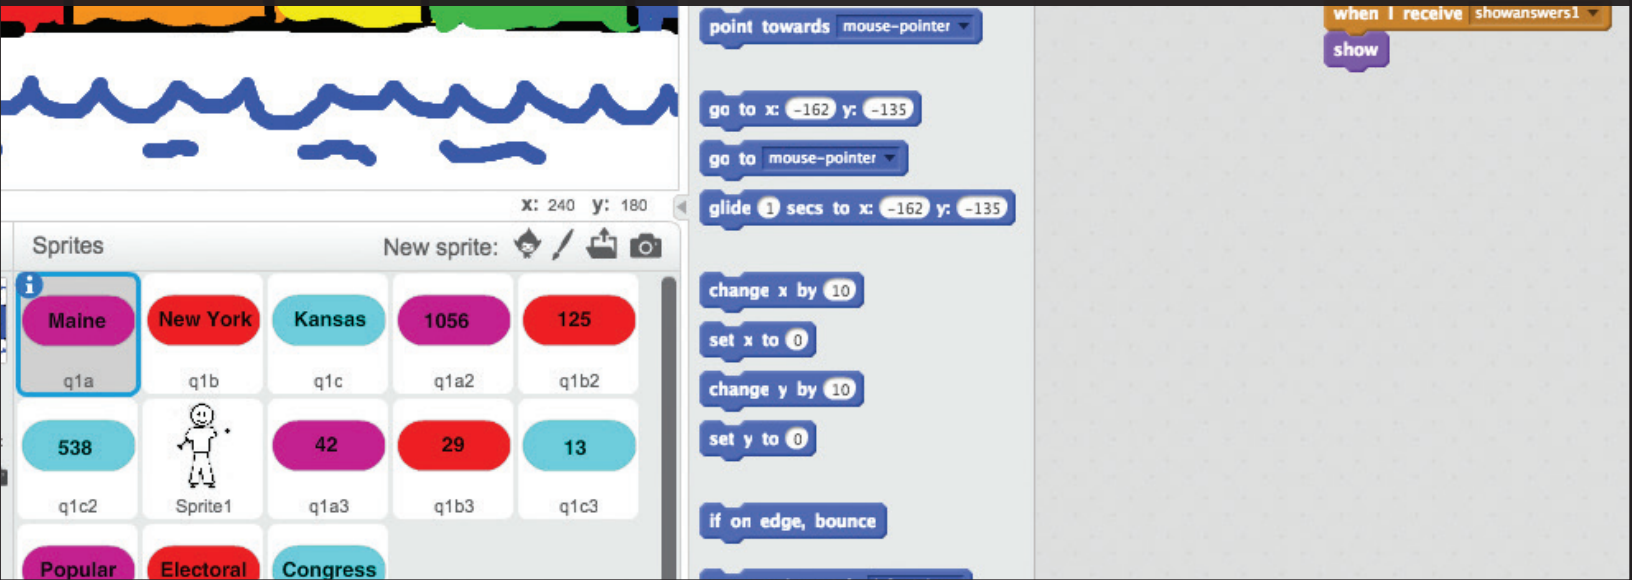 when I receive showanswers1
show
point towards mouse-pointer
go to x: -162 y: -135
go to mouse-pointer
glide 1 secs to x: -162 y: -135
change x by 10
set x to 0
change y by 10
set y to 0
if on edge, bounce
x: 240 y: 180
Sprites
New sprite:
i
Maine
New York
Kansas
1056
125
q1a
q1b
q1c
q1a2
q1b2
538
42
29
13
q1c2
Sprite1
q1a3
q1b3
q1c3
Popular
Electoral
Congress